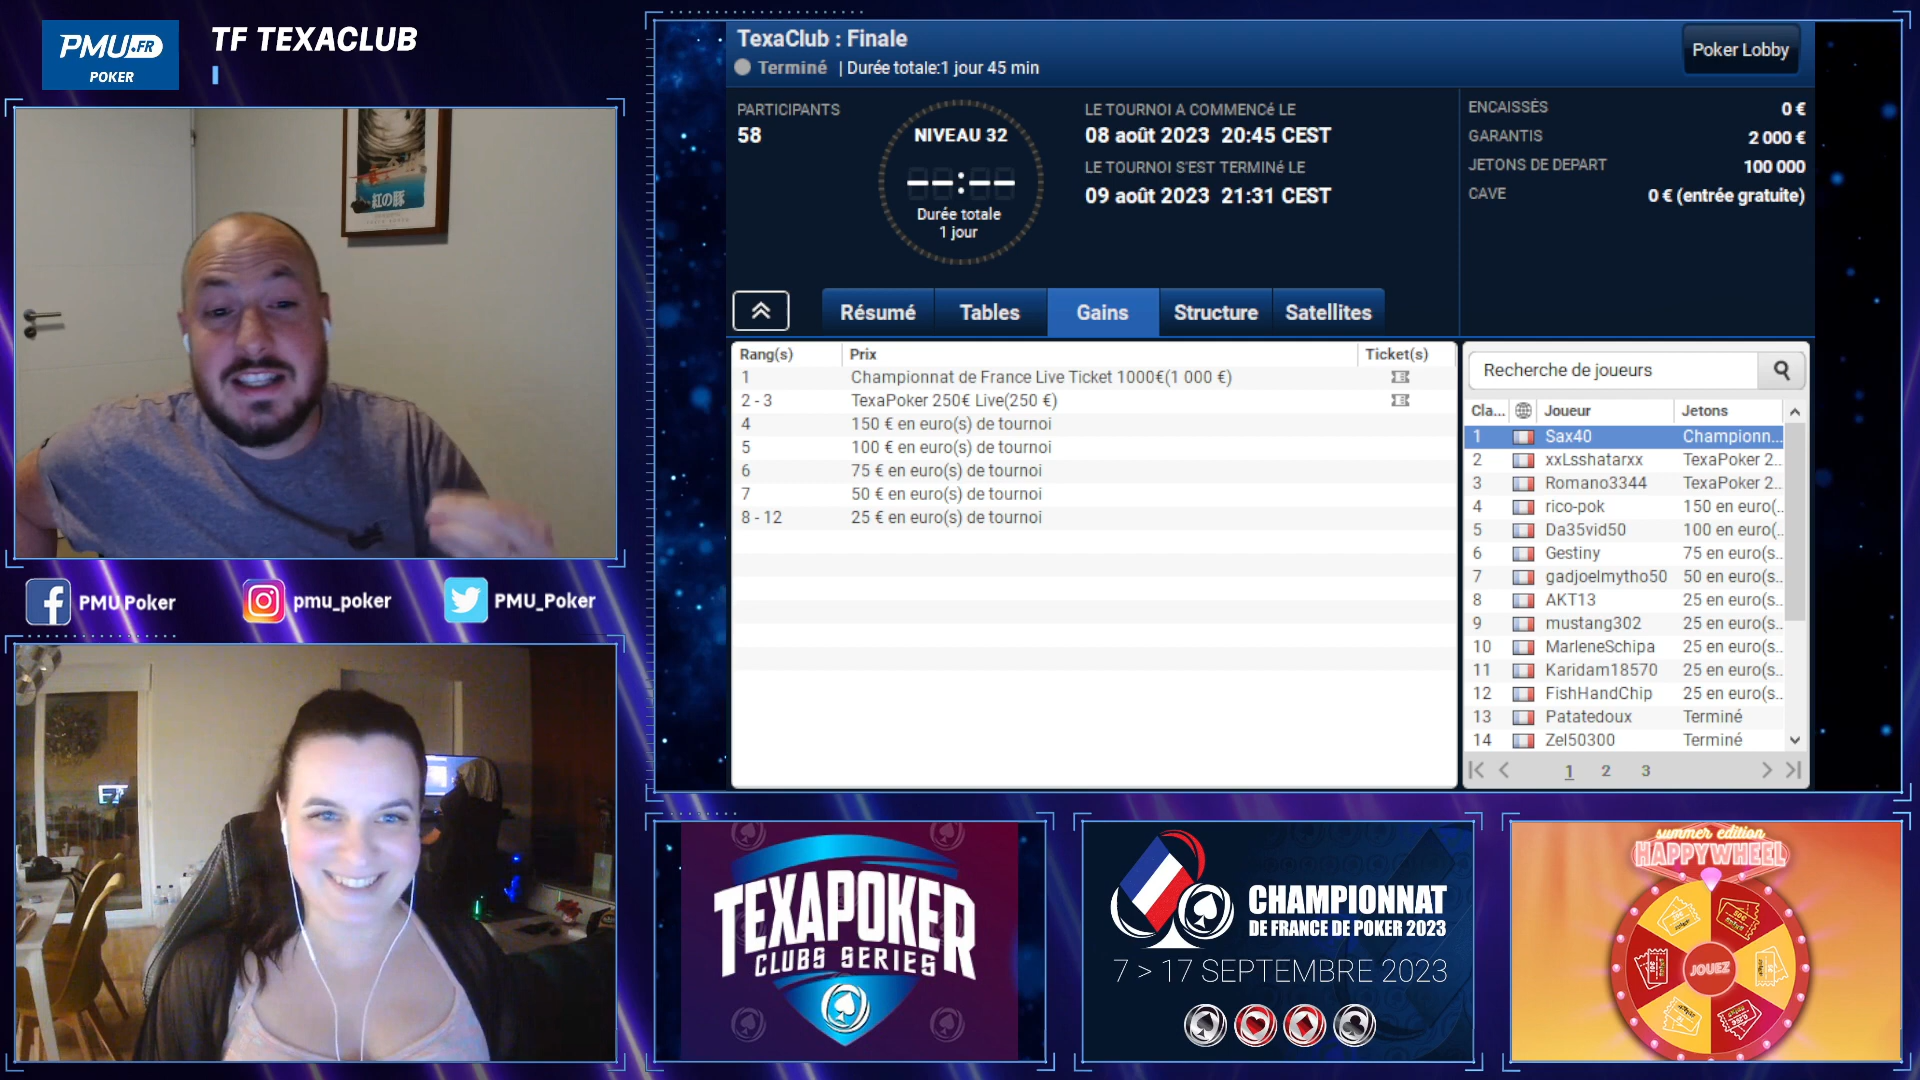 PMU.FR
POKER
TF TEXACLUB
紅の豚
PMU Poker
pmu_poker
PMU_Poker
TexaClub : Finale
Terminé | Durée totale:1 jour 45 min
Poker Lobby
PARTICIPANTS
58
NIVEAU 32
--:--
Durée totale
1 jour
LE TOURNOI A COMMENCé LE
08 août 2023 20:45 CEST
LE TOURNOI S'EST TERMINé LE
09 août 2023 21:31 CEST
ENCAISSÉS 0 €
GARANTIS 2 000 €
JETONS DE DEPART 100 000
CAVE 0 € (entrée gratuite)
Résumé Tables Gains Structure Satellites
Rang(s) Prix Ticket(s)
1 Championnat de France Live Ticket 1000€(1 000 €)
2 - 3 TexaPoker 250€ Live(250 €)
4 150 € en euro(s) de tournoi
5 100 € en euro(s) de tournoi
6 75 € en euro(s) de tournoi
7 50 € en euro(s) de tournoi
8 - 12 25 € en euro(s) de tournoi
Recherche de joueurs
Cla... Joueur Jetons
1 Sax40 Championn...
2 xxLsshatarxx TexaPoker 2...
3 Romano3344 TexaPoker 2...
4 rico-pok 150 en euro(...
5 Da35vid50 100 en euro(...
6 Gestiny 75 en euro(s...
7 gadjoelmytho50 50 en euro(s...
8 AKT13 25 en euro(s...
9 mustang302 25 en euro(s...
10 MarleneSchipa 25 en euro(s...
11 Karidam18570 25 en euro(s...
12 FishHandChip 25 en euro(s...
13 Patatedoux Terminé
14 Zel50300 Terminé
1 2 3
TEXAPOKER
CLUBS SERIES
CHAMPIONNAT
DE FRANCE DE POKER 2023
7 > 17 SEPTEMBRE 2023
summer edition
HAPPYWHEEL
JOUEZ